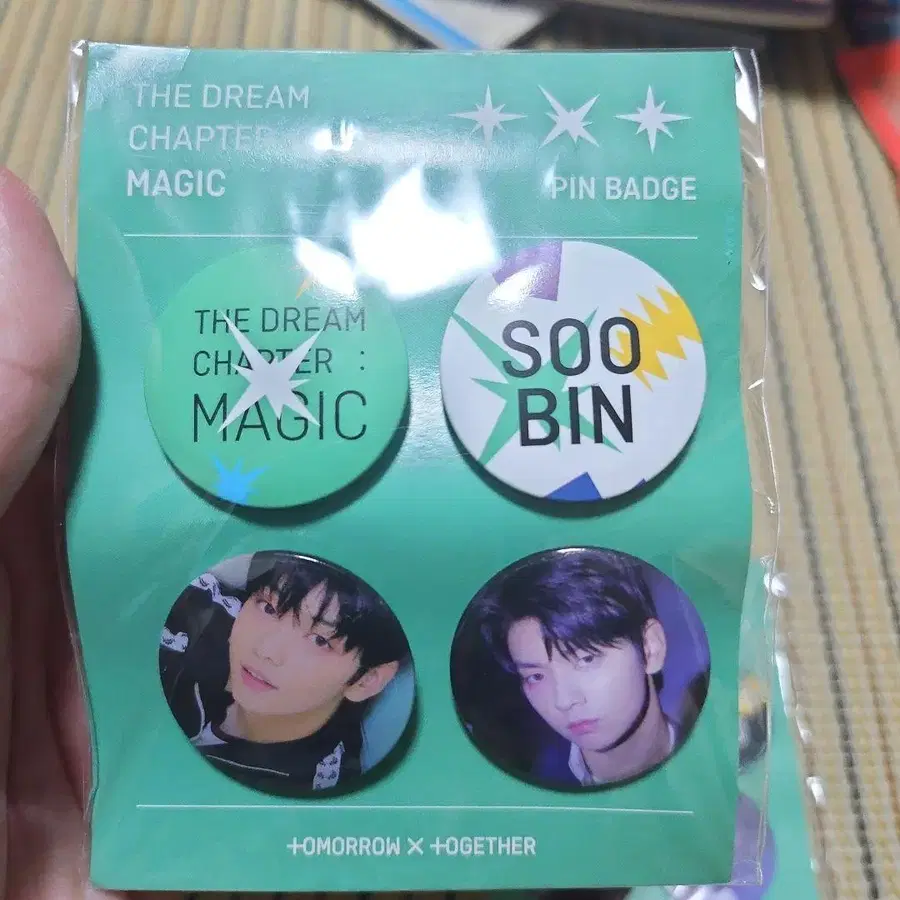 THE DREAM
CHAPTER
MAGIC
PIN BADGE
THE DREAM
CHAPTER :
MAGIC
SOO
BIN
TOMORROW X TOGETHER